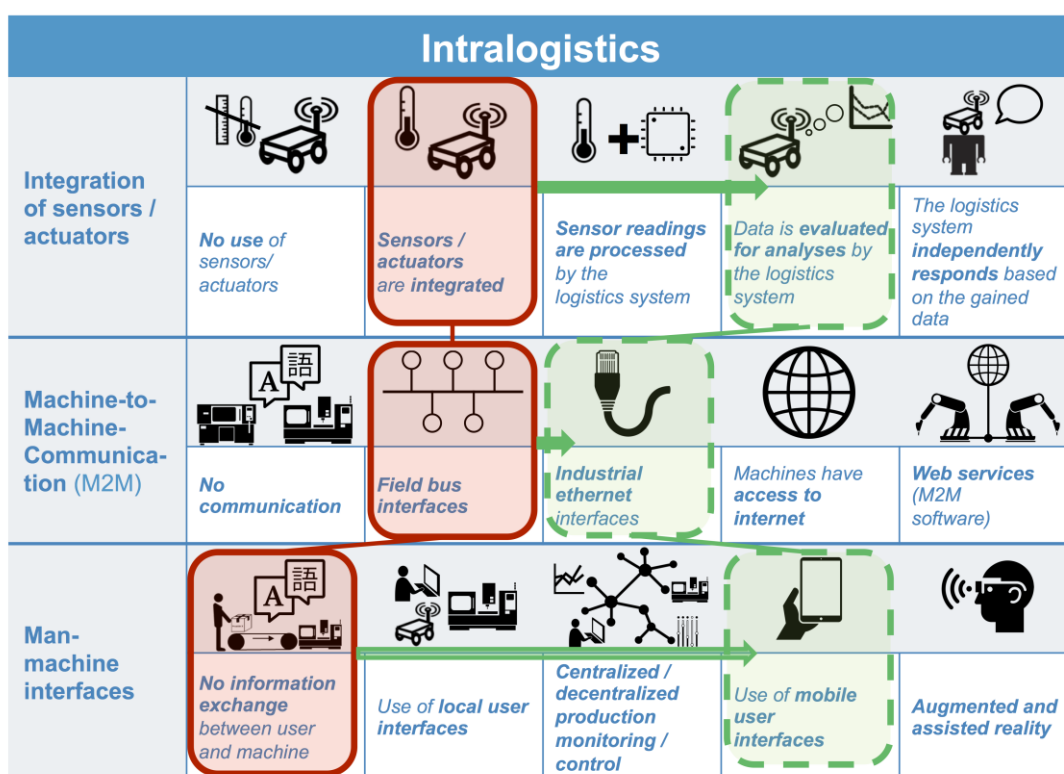 Intralogistics
Integration
of sensors /
actuators
No use of
sensors/
actuators
Sensors /
actuators
are integrated
Sensor readings
are processed
by the
logistics system
Data is evaluated
for analyses by
the logistics
system
The logistics
system
independently
responds based
on the gained
data
Machine-to-
Machine-
Communica-
tion (M2M)
A
語
No
communication
Field bus
interfaces
Industrial
ethernet
interfaces
Machines have
access to
internet
Web services
(M2M
software)
Man-
machine
interfaces
A
語
No information
exchange
between user
and machine
Use of local user
interfaces
Centralized /
decentralized
production
monitoring /
control
Use of mobile
user
interfaces
Augmented and
assisted reality